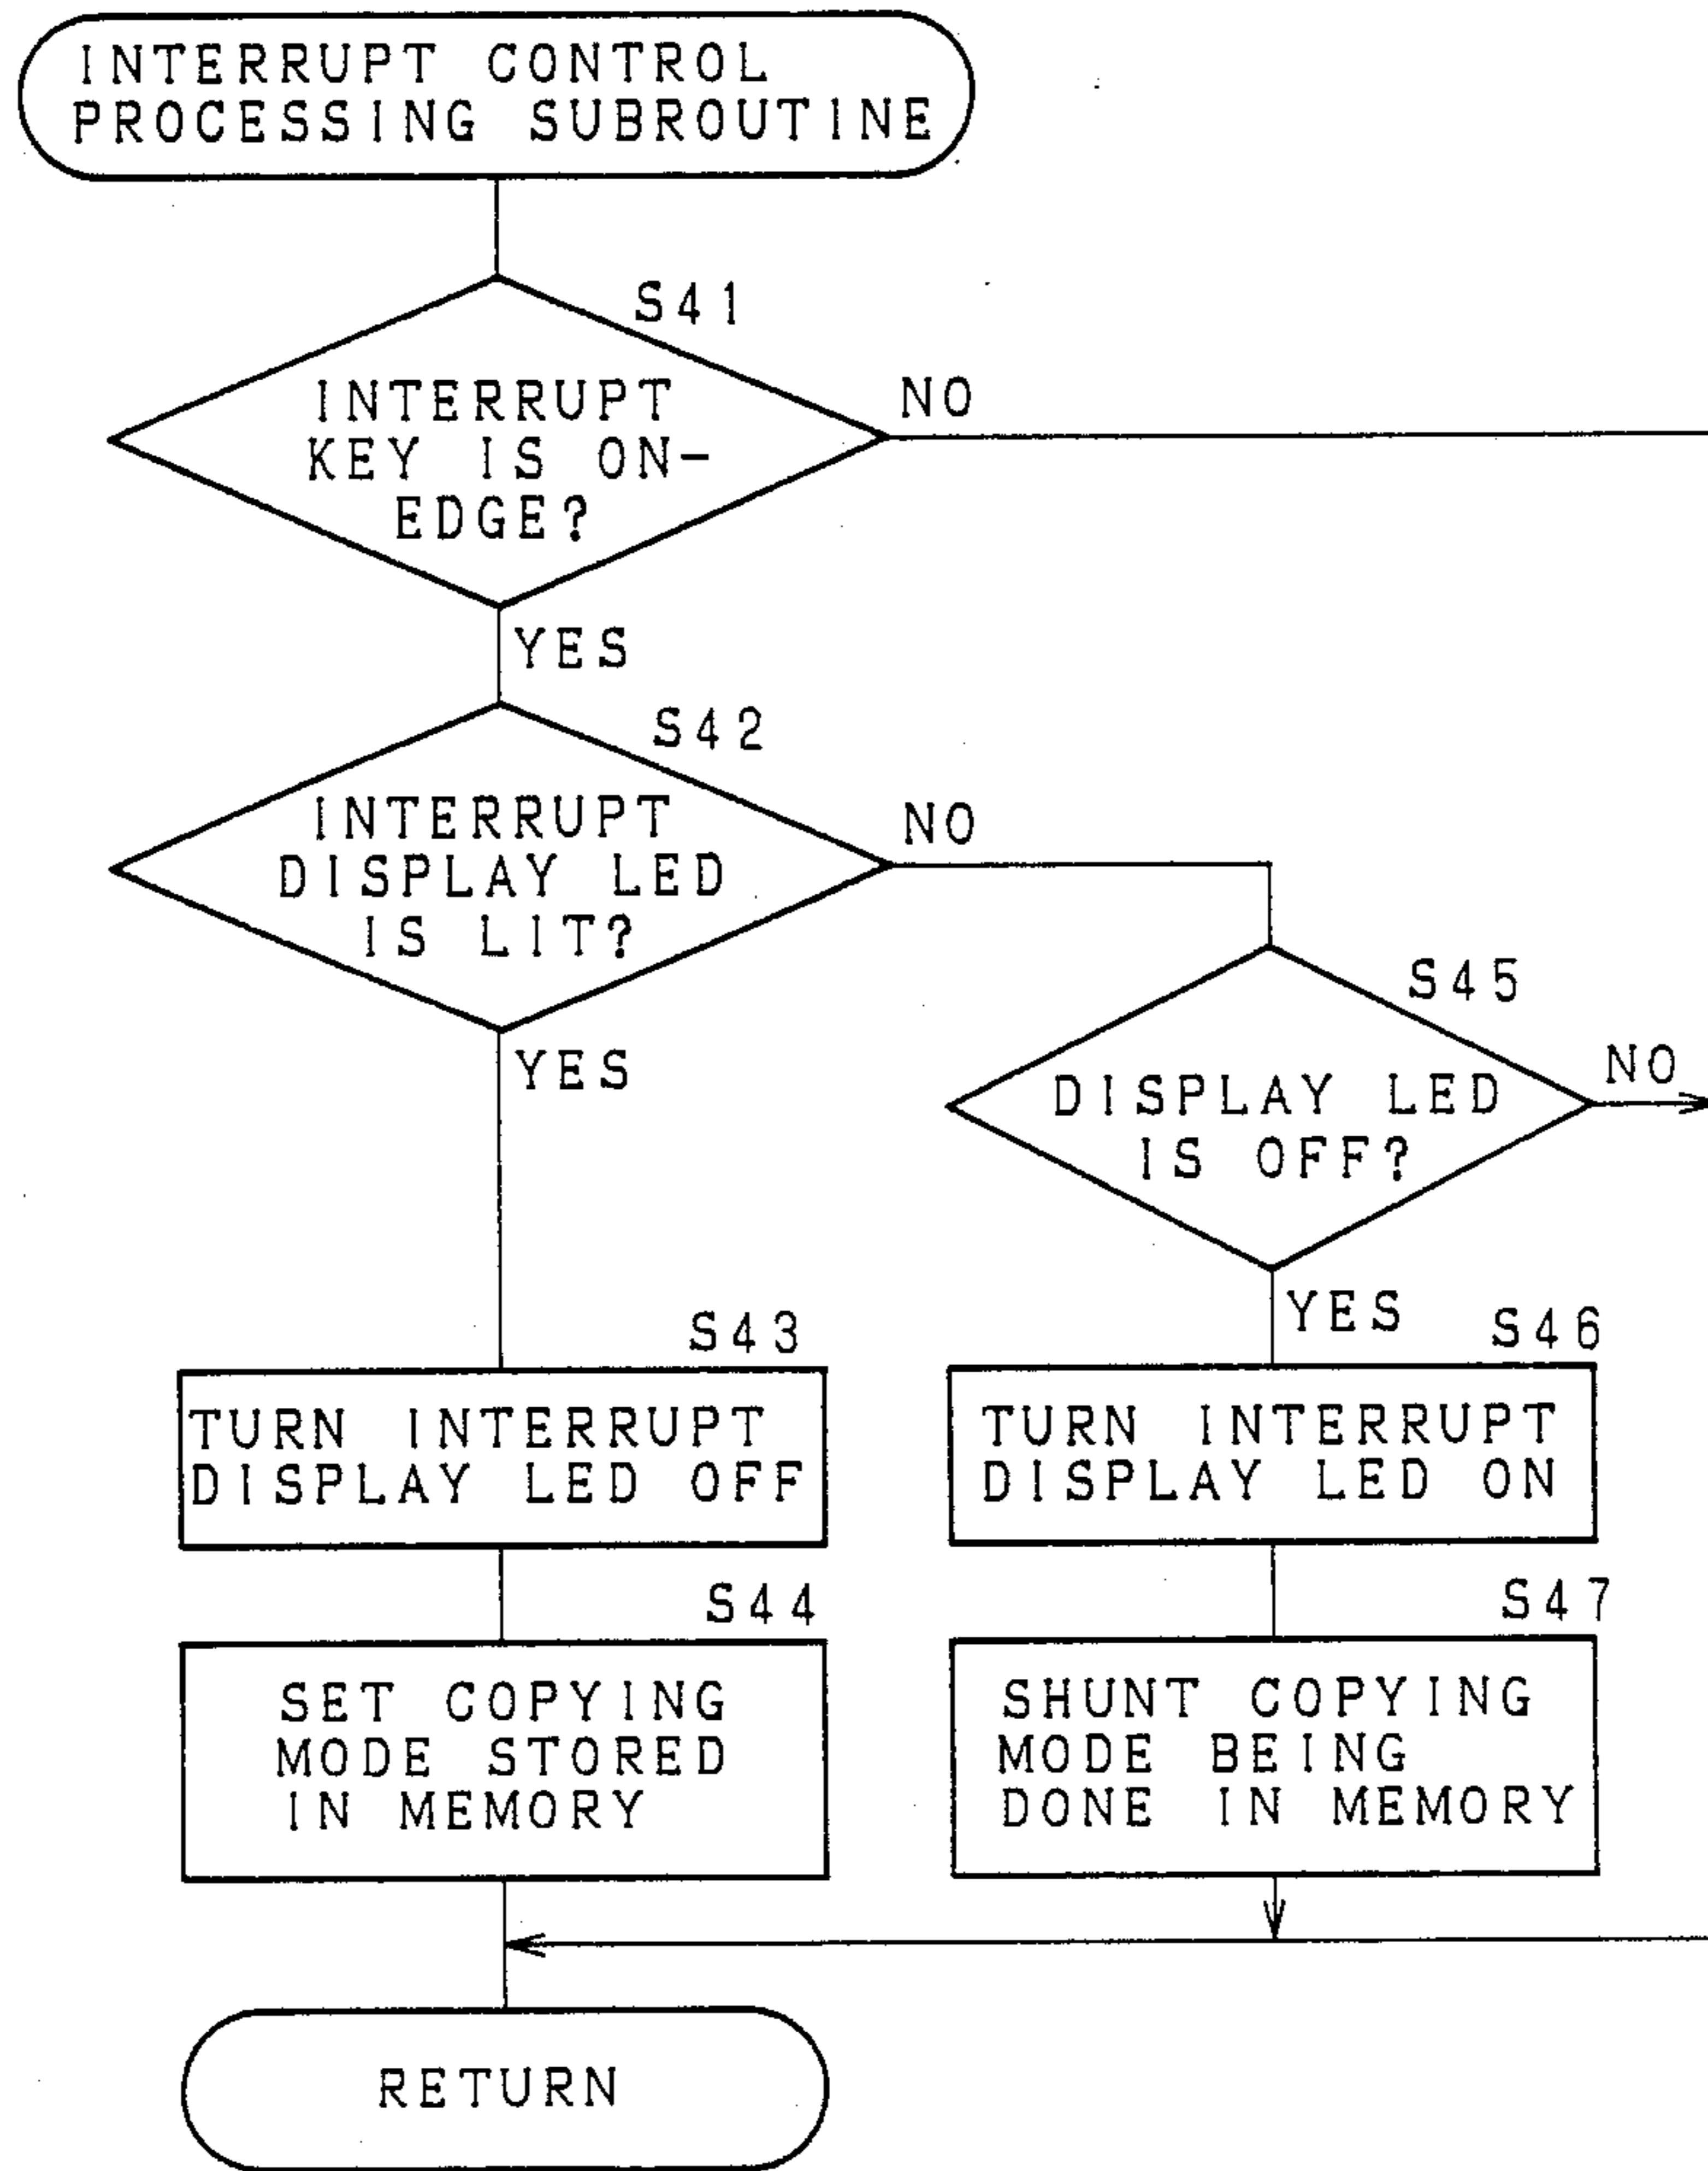 INTERRUPT CONTROL
PROCESSING SUBROUTINE
S41
INTERRUPT
KEY IS ON-
EDGE?
NO
YES
S42
INTERRUPT
DISPLAY LED
IS LIT?
NO
YES
S45
DISPLAY LED
IS OFF?
NO
YES
S43
TURN INTERRUPT
DISPLAY LED OFF
S46
TURN INTERRUPT
DISPLAY LED ON
S44
SET COPYING
MODE STORED
IN MEMORY
S47
SHUNT COPYING
MODE BEING
DONE IN MEMORY
RETURN